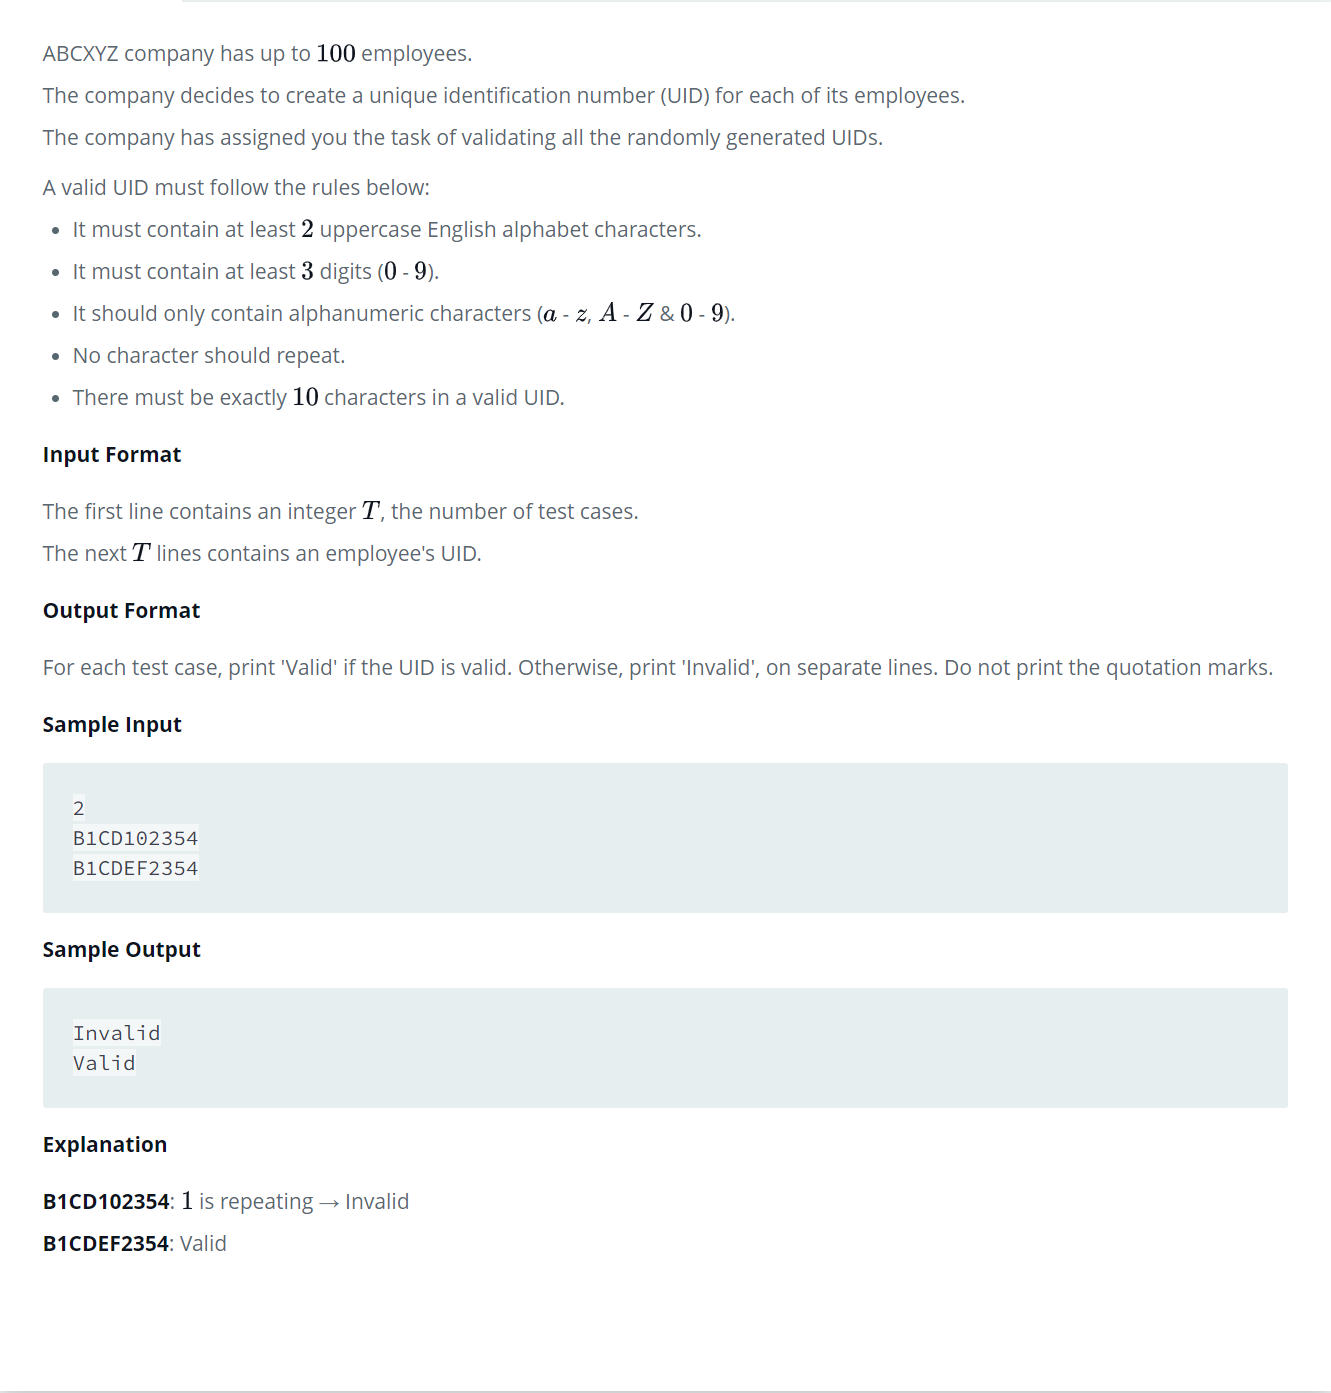 ABCXYZ company has up to 100 employees.
The company decides to create a unique identification number (UID) for each of its employees.
The company has assigned you the task of validating all the randomly generated UIDs.
A valid UID must follow the rules below:
• It must contain at least 2 uppercase English alphabet characters.
• It must contain at least 3 digits (0 - 9).
• It should only contain alphanumeric characters (a - z, A - Z & 0 - 9).
• No character should repeat.
• There must be exactly 10 characters in a valid UID.
Input Format
The first line contains an integer T, the number of test cases.
The next T lines contains an employee's UID.
Output Format
For each test case, print 'Valid' if the UID is valid. Otherwise, print 'Invalid', on separate lines. Do not print the quotation marks.
Sample Input
2
B1CD102354
B1CDEF2354
Sample Output
Invalid
Valid
Explanation
B1CD102354: 1 is repeating → Invalid
B1CDEF2354: Valid